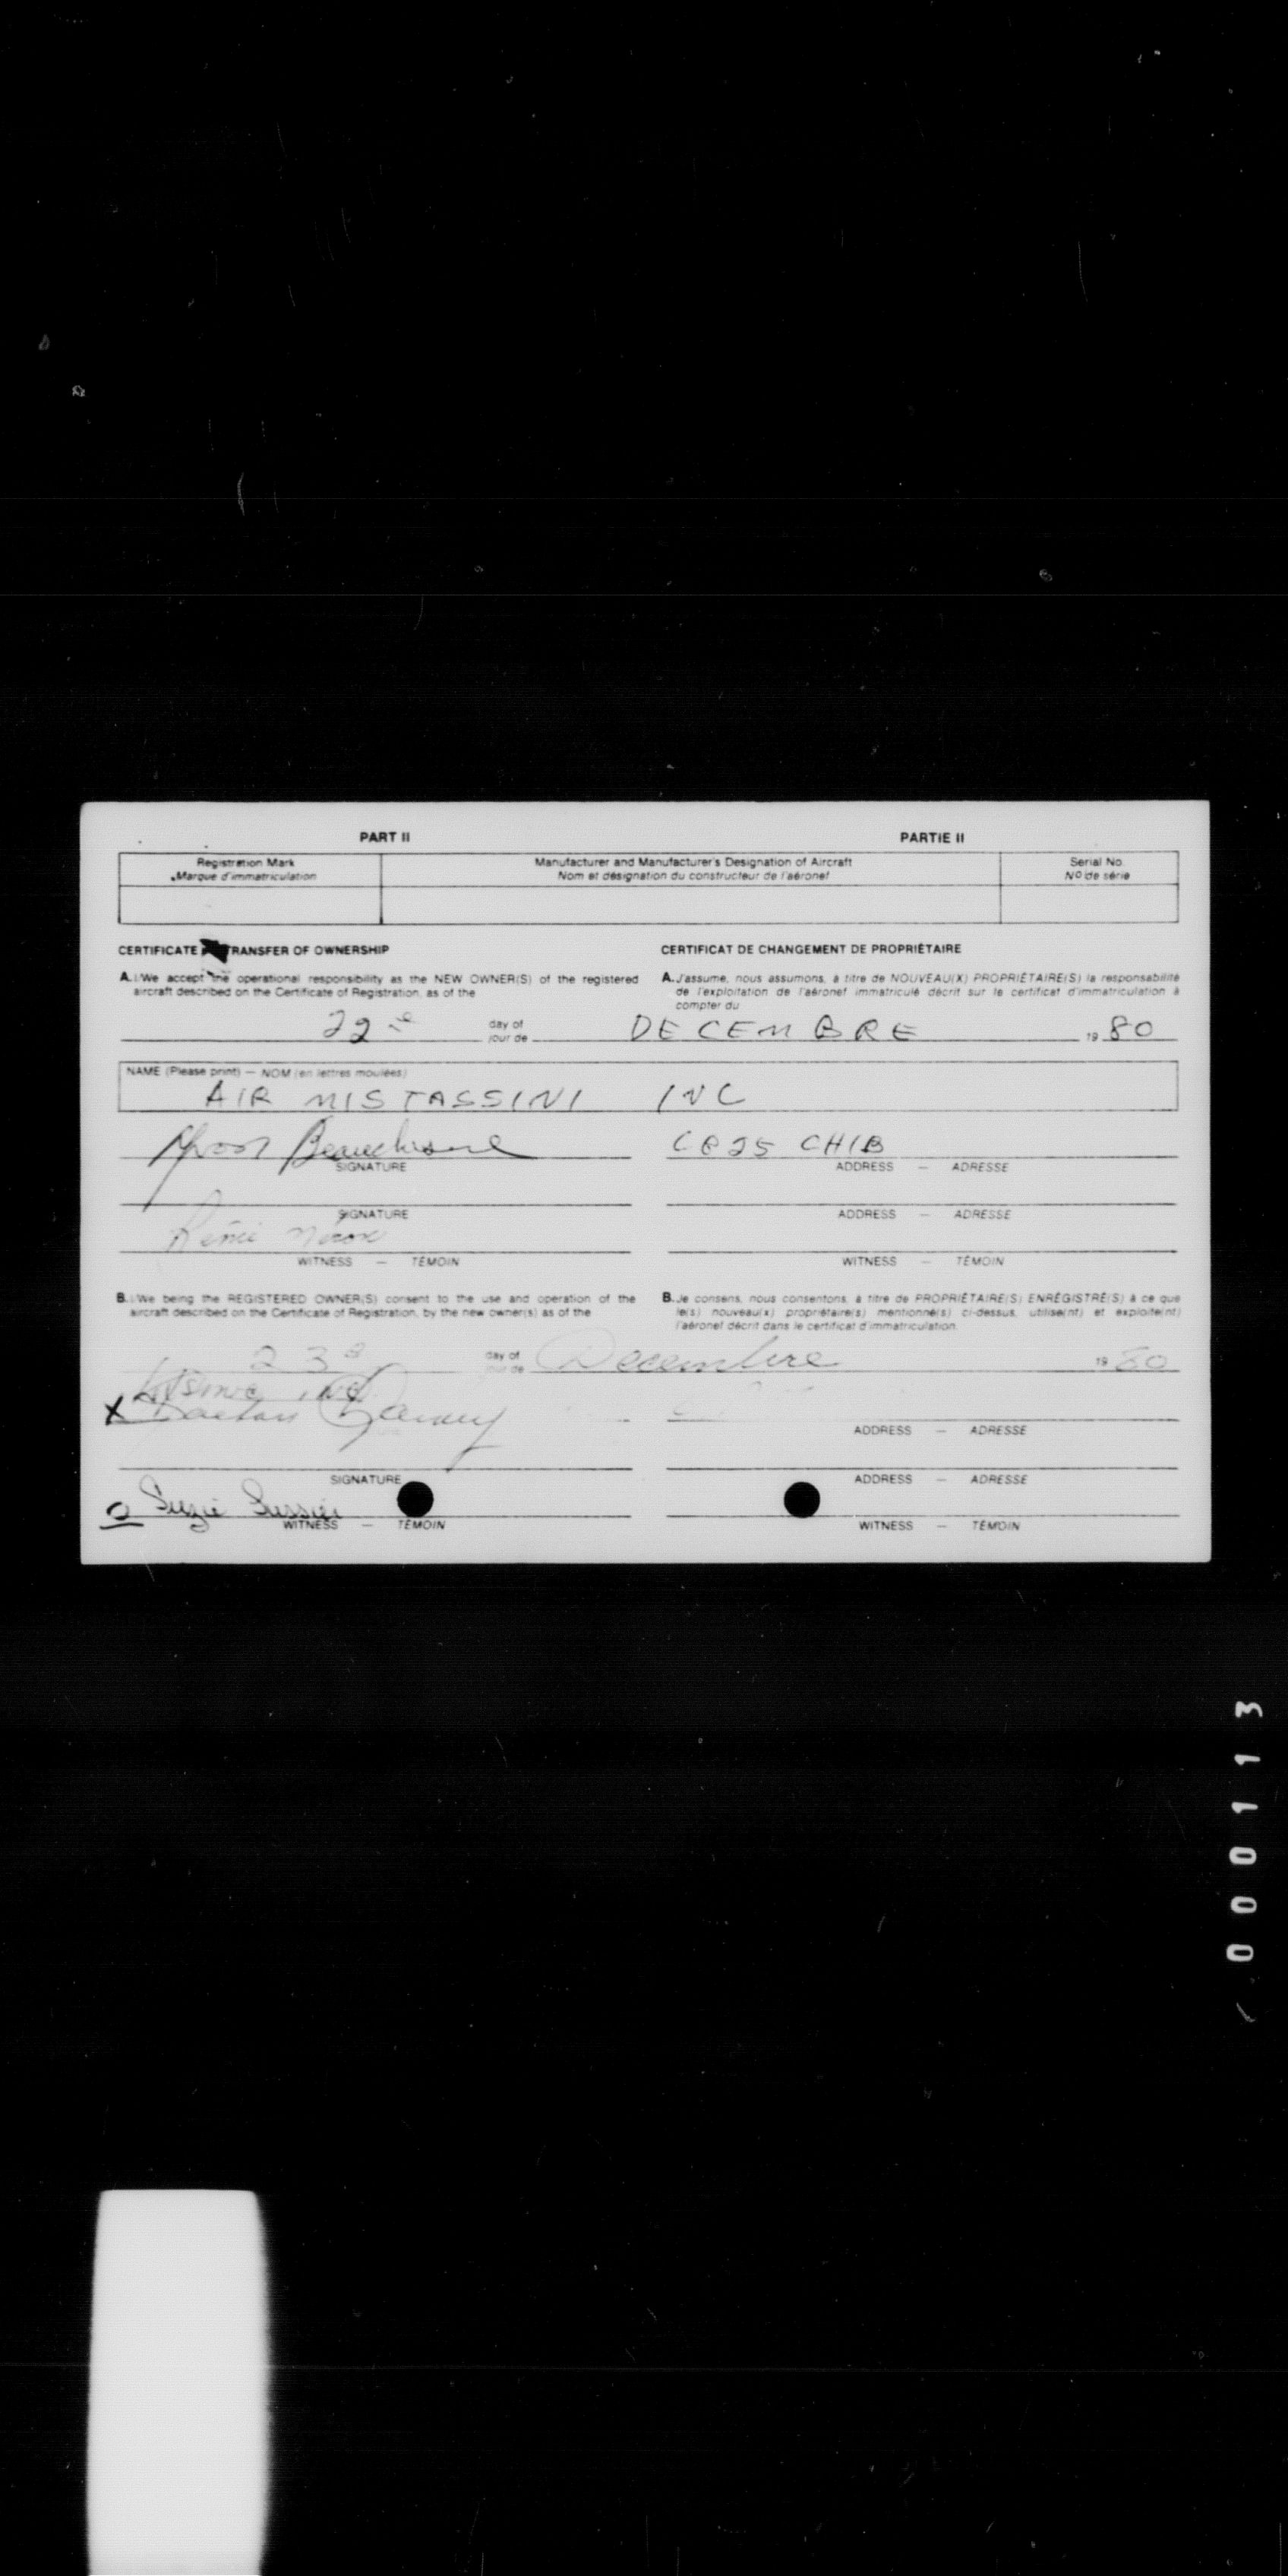 PART II PARTIE II
Registration Mark Manufacturer and Manufacturer's Designation of Aircraft Serial No.
Marque d'immatriculation Nom et désignation du constructeur de l'aéronef Nº de série
CERTIFICATE TRANSFER OF OWNERSHIP
A. I/We accept the operational responsibility as the NEW OWNER(S) of the registered
aircraft described on the Certificate of Registration, as of the
CERTIFICAT DE CHANGEMENT DE PROPRIÉTAIRE
A. J'assume, nous assumons, à titre de NOUVEAU(X) PROPRIÉTAIRE(S) la responsabilité
de l'exploitation de l'aéronef immatriculé décrit sur le certificat d'immatriculation à
compter du
22 e day of DECEMBRE 19 80
jour de
NAME (Please print) — NOM (en lettres moulées)
AIR MISTASSINI INC
Beauchesne CHIB
SIGNATURE ADDRESS — ADRESSE
SIGNATURE ADDRESS — ADRESSE
WITNESS — TÉMOIN WITNESS — TÉMOIN
B. I/We being the REGISTERED OWNER(S) consent to the use and operation of the
aircraft described on the Certificate of Registration, by the new owner(s) as of the
B. Je consens, nous consentons, à titre de PROPRIÉTAIRE(S) ENRÉGISTRÉ(S) à ce que
le(s) nouveau(x) propriétaire(s) mentionné(s) ci-dessus, utilise(nt) et exploite(nt)
l'aéronef décrit dans le certificat d'immatriculation.
23 e day of Decembre 19 80
jour de
X Gaetan
ADDRESS — ADRESSE
SIGNATURE ADDRESS — ADRESSE
Suzie Lussier
WITNESS — TÉMOIN WITNESS — TÉMOIN
000113